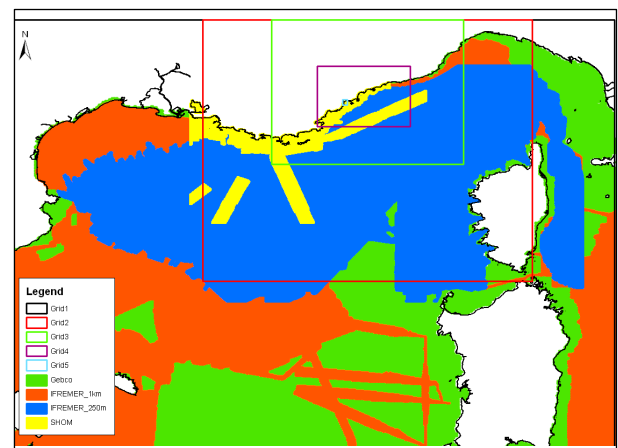 N
Legend
Grid1
Grid2
Grid3
Grid4
Grid5
Gebco
IFREMER_1km
IFREMER_250m
SHOM